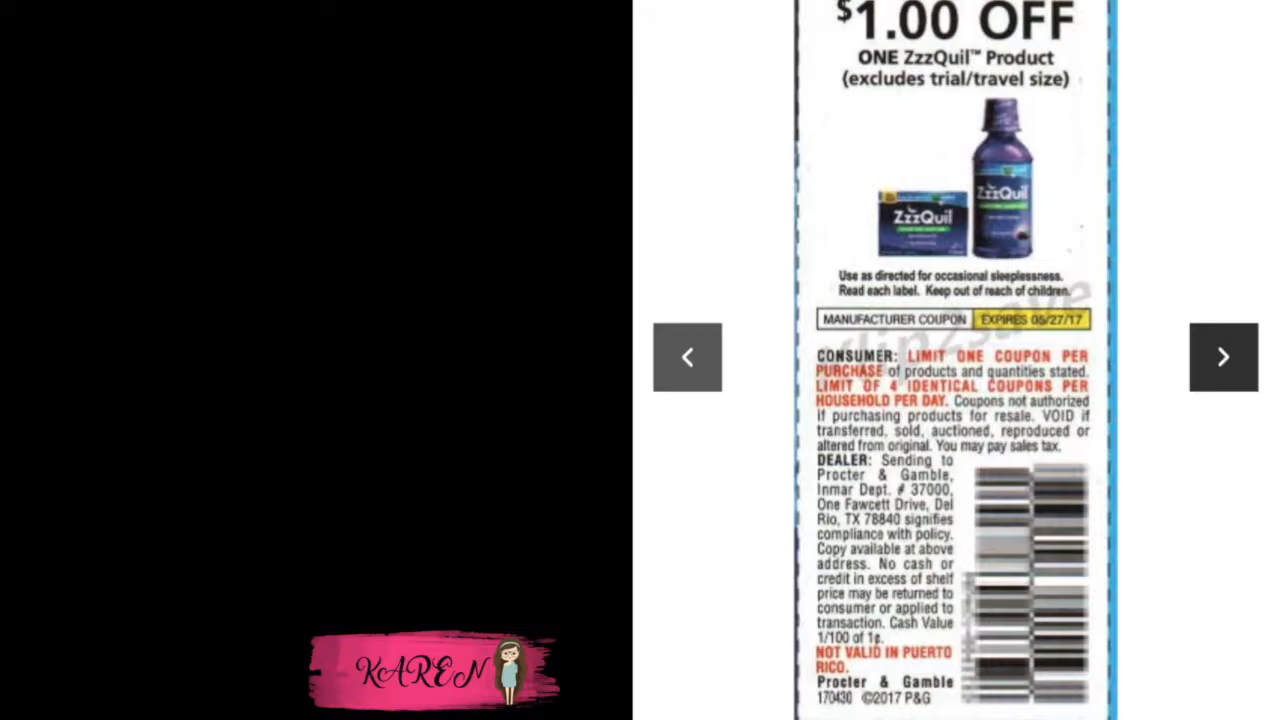 $1.00 OFF
ONE ZzzQuil™ Product
(excludes trial/travel size)
ZzzQuil
ZzzQuil
Use as directed for occasional sleeplessness.
Read each label. Keep out of reach of children.
MANUFACTURER COUPON EXPIRES 05/27/17
CONSUMER: LIMIT ONE COUPON PER
PURCHASE of products and quantities stated.
LIMIT OF 4 IDENTICAL COUPONS PER
HOUSEHOLD PER DAY. Coupons not authorized
if purchasing products for resale. VOID if
transferred, sold, auctioned, reproduced or
altered from original. You may pay sales tax.
DEALER: Sending to
Procter & Gamble,
Inmar Dept. # 37000,
One Fawcett Drive, Del
Rio, TX 78840 signifies
compliance with policy.
Copy available at above
address. No cash or
credit in excess of shelf
price may be returned to
consumer or applied to
transaction. Cash Value
1/100 of 1¢.
NOT VALID IN PUERTO
RICO.
Procter & Gamble
170430 ©2017 P&G
KAREN